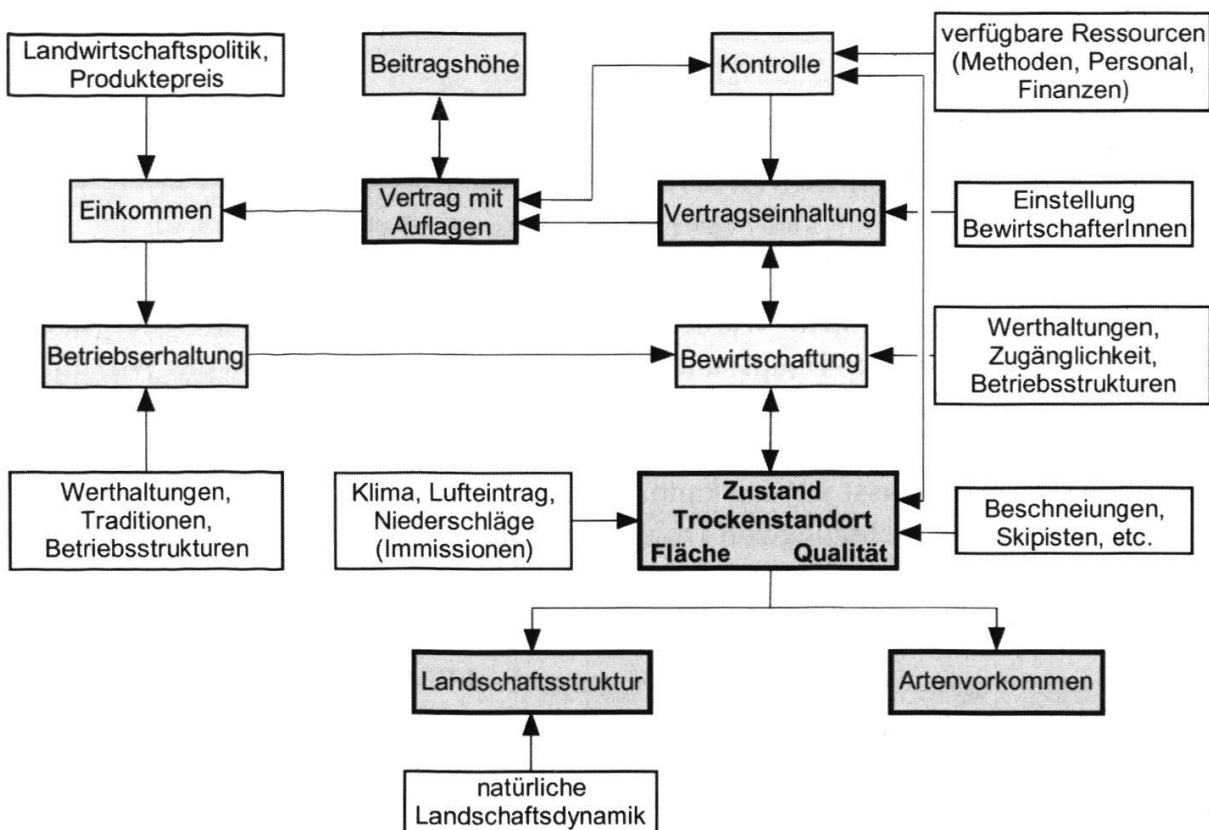 Landwirtschaftspolitik,
Produktepreis
Beitragshöhe
Kontrolle
verfügbare Ressourcen
(Methoden, Personal,
Finanzen)
Einkommen
Vertrag mit
Auflagen
Vertragseinhaltung
Einstellung
BewirtschafterInnen
Betriebserhaltung
Bewirtschaftung
Werthaltungen,
Zugänglichkeit,
Betriebsstrukturen
Werthaltungen,
Traditionen,
Betriebsstrukturen
Klima, Lufteintrag,
Niederschläge
(Immissionen)
Zustand
Trockenstandort
Fläche Qualität
Beschneiungen,
Skipisten, etc.
Landschaftsstruktur
Artenvorkommen
natürliche
Landschaftsdynamik